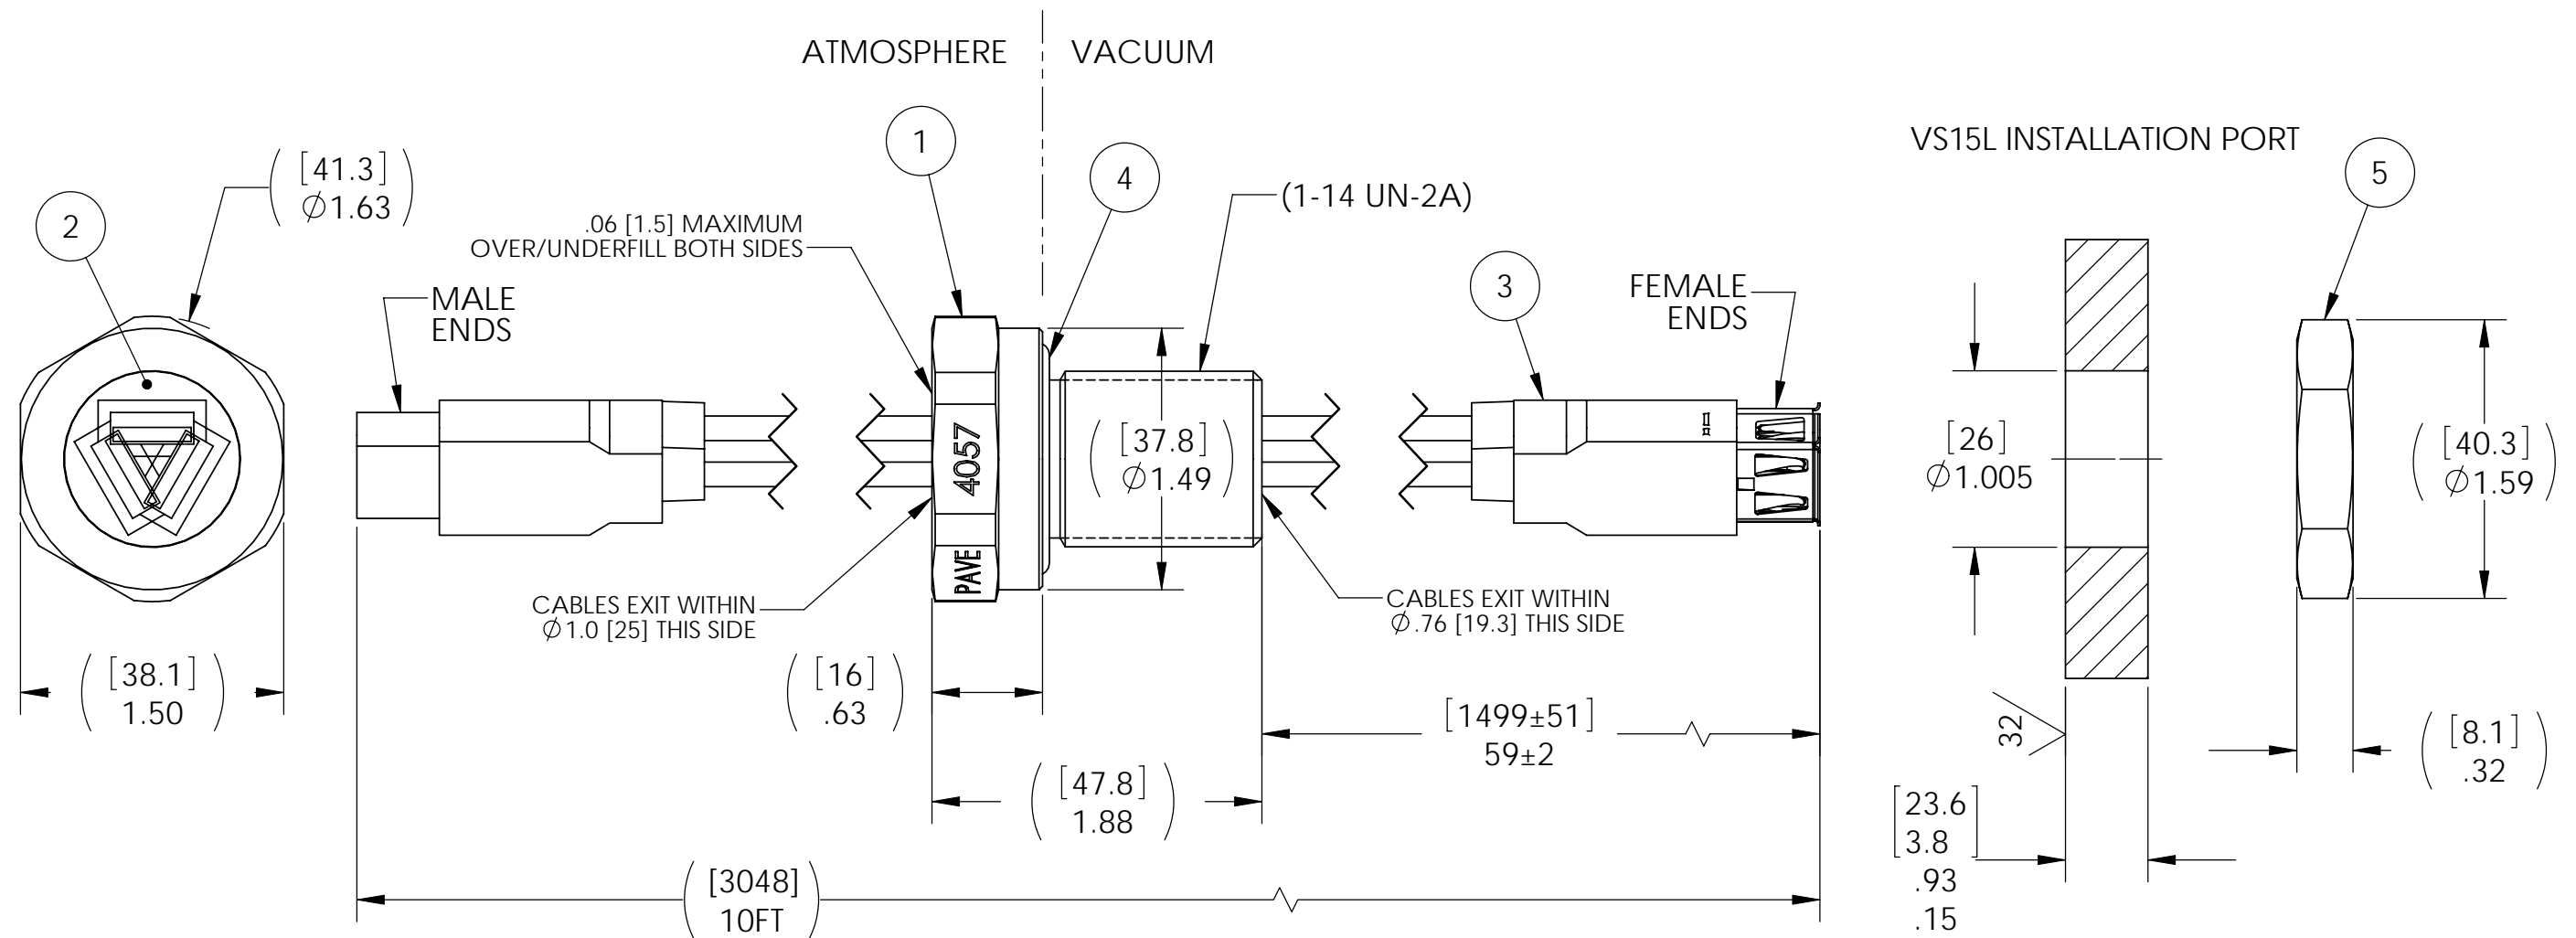 ATMOSPHERE
VACUUM
VS15L INSTALLATION PORT
1
4
5
2
3
[41.3]
∅1.63
.06 [1.5] MAXIMUM
OVER/UNDERFILL BOTH SIDES
(1-14 UN-2A)
MALE
ENDS
FEMALE
ENDS
4057
PAVE
[37.8]
∅1.49
[26]
∅1.005
[40.3]
∅1.59
CABLES EXIT WITHIN
∅1.0 [25] THIS SIDE
CABLES EXIT WITHIN
∅.76 [19.3] THIS SIDE
[38.1]
1.50
[16]
.63
[1499±51]
59±2
32
[8.1]
.32
[47.8]
1.88
[23.6]
[3.8]
.93
.15
[3048]
10FT